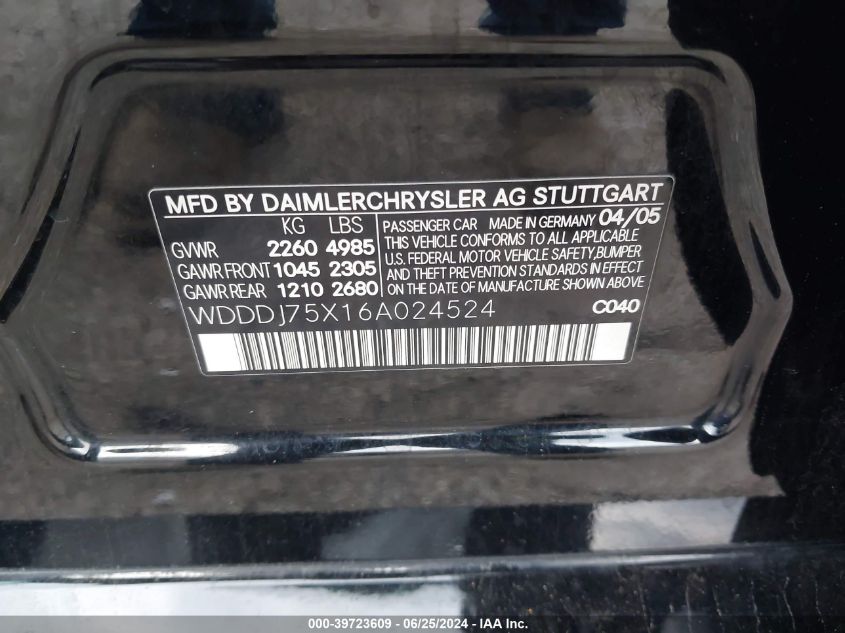 MFD BY DAIMLERCHRYSLER AG STUTTGART
KG LBS
GVWR 2260 4985
GAWR FRONT 1045 2305
GAWR REAR 1210 2680
PASSENGER CAR MADE IN GERMANY 04/05
THIS VEHICLE CONFORMS TO ALL APPLICABLE
U.S. FEDERAL MOTOR VEHICLE SAFETY, BUMPER
AND THEFT PREVENTION STANDARDS IN EFFECT
ON THE DATE OF MANUFACTURE SHOWN ABOVE.
WDDDJ75X16A024524 C040
000-39723609 - 06/25/2024 - IAA Inc.